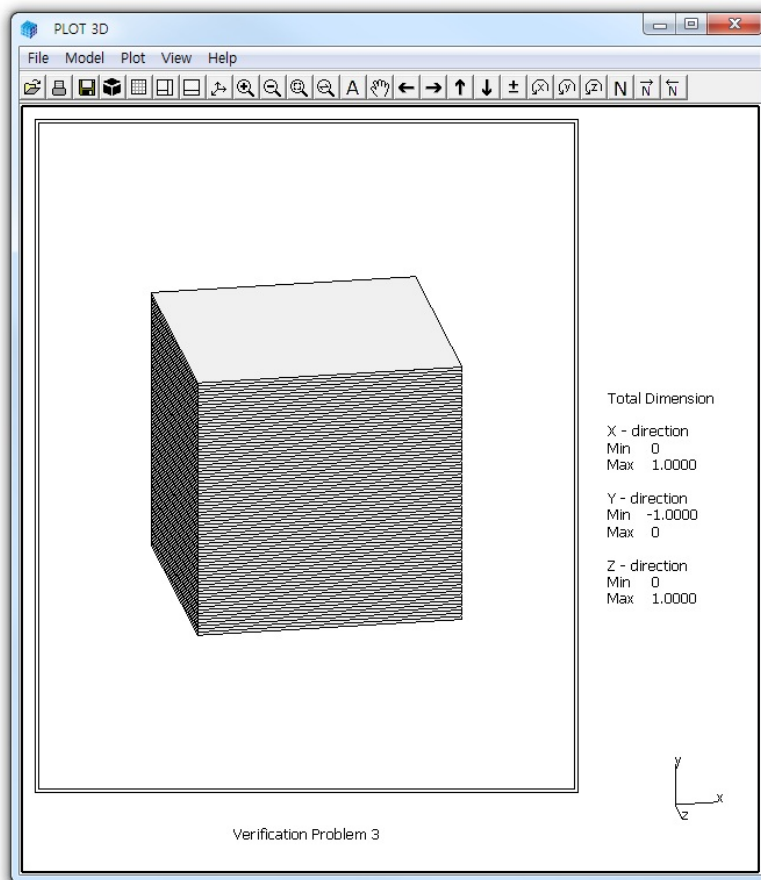 PLOT 3D
File Model Plot View Help
A ± x y z N N N
Total Dimension
X - direction
Min 0
Max 1.0000
Y - direction
Min -1.0000
Max 0
Z - direction
Min 0
Max 1.0000
y
x
z
Verification Problem 3